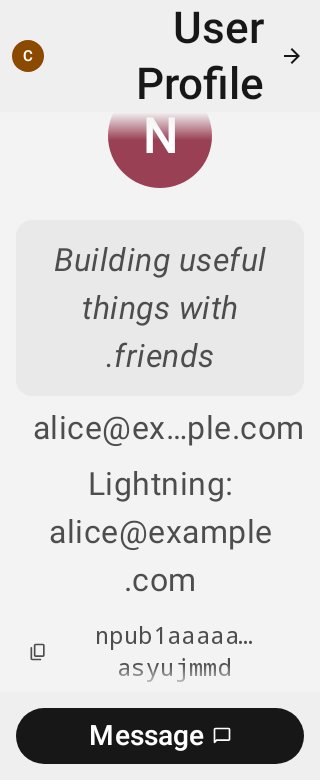 C
User
Profile
N
Building useful
things with
.friends
alice@ex…ple.com
Lightning:
alice@example
.com
npub1aaaaa…
asyujmmd
Message